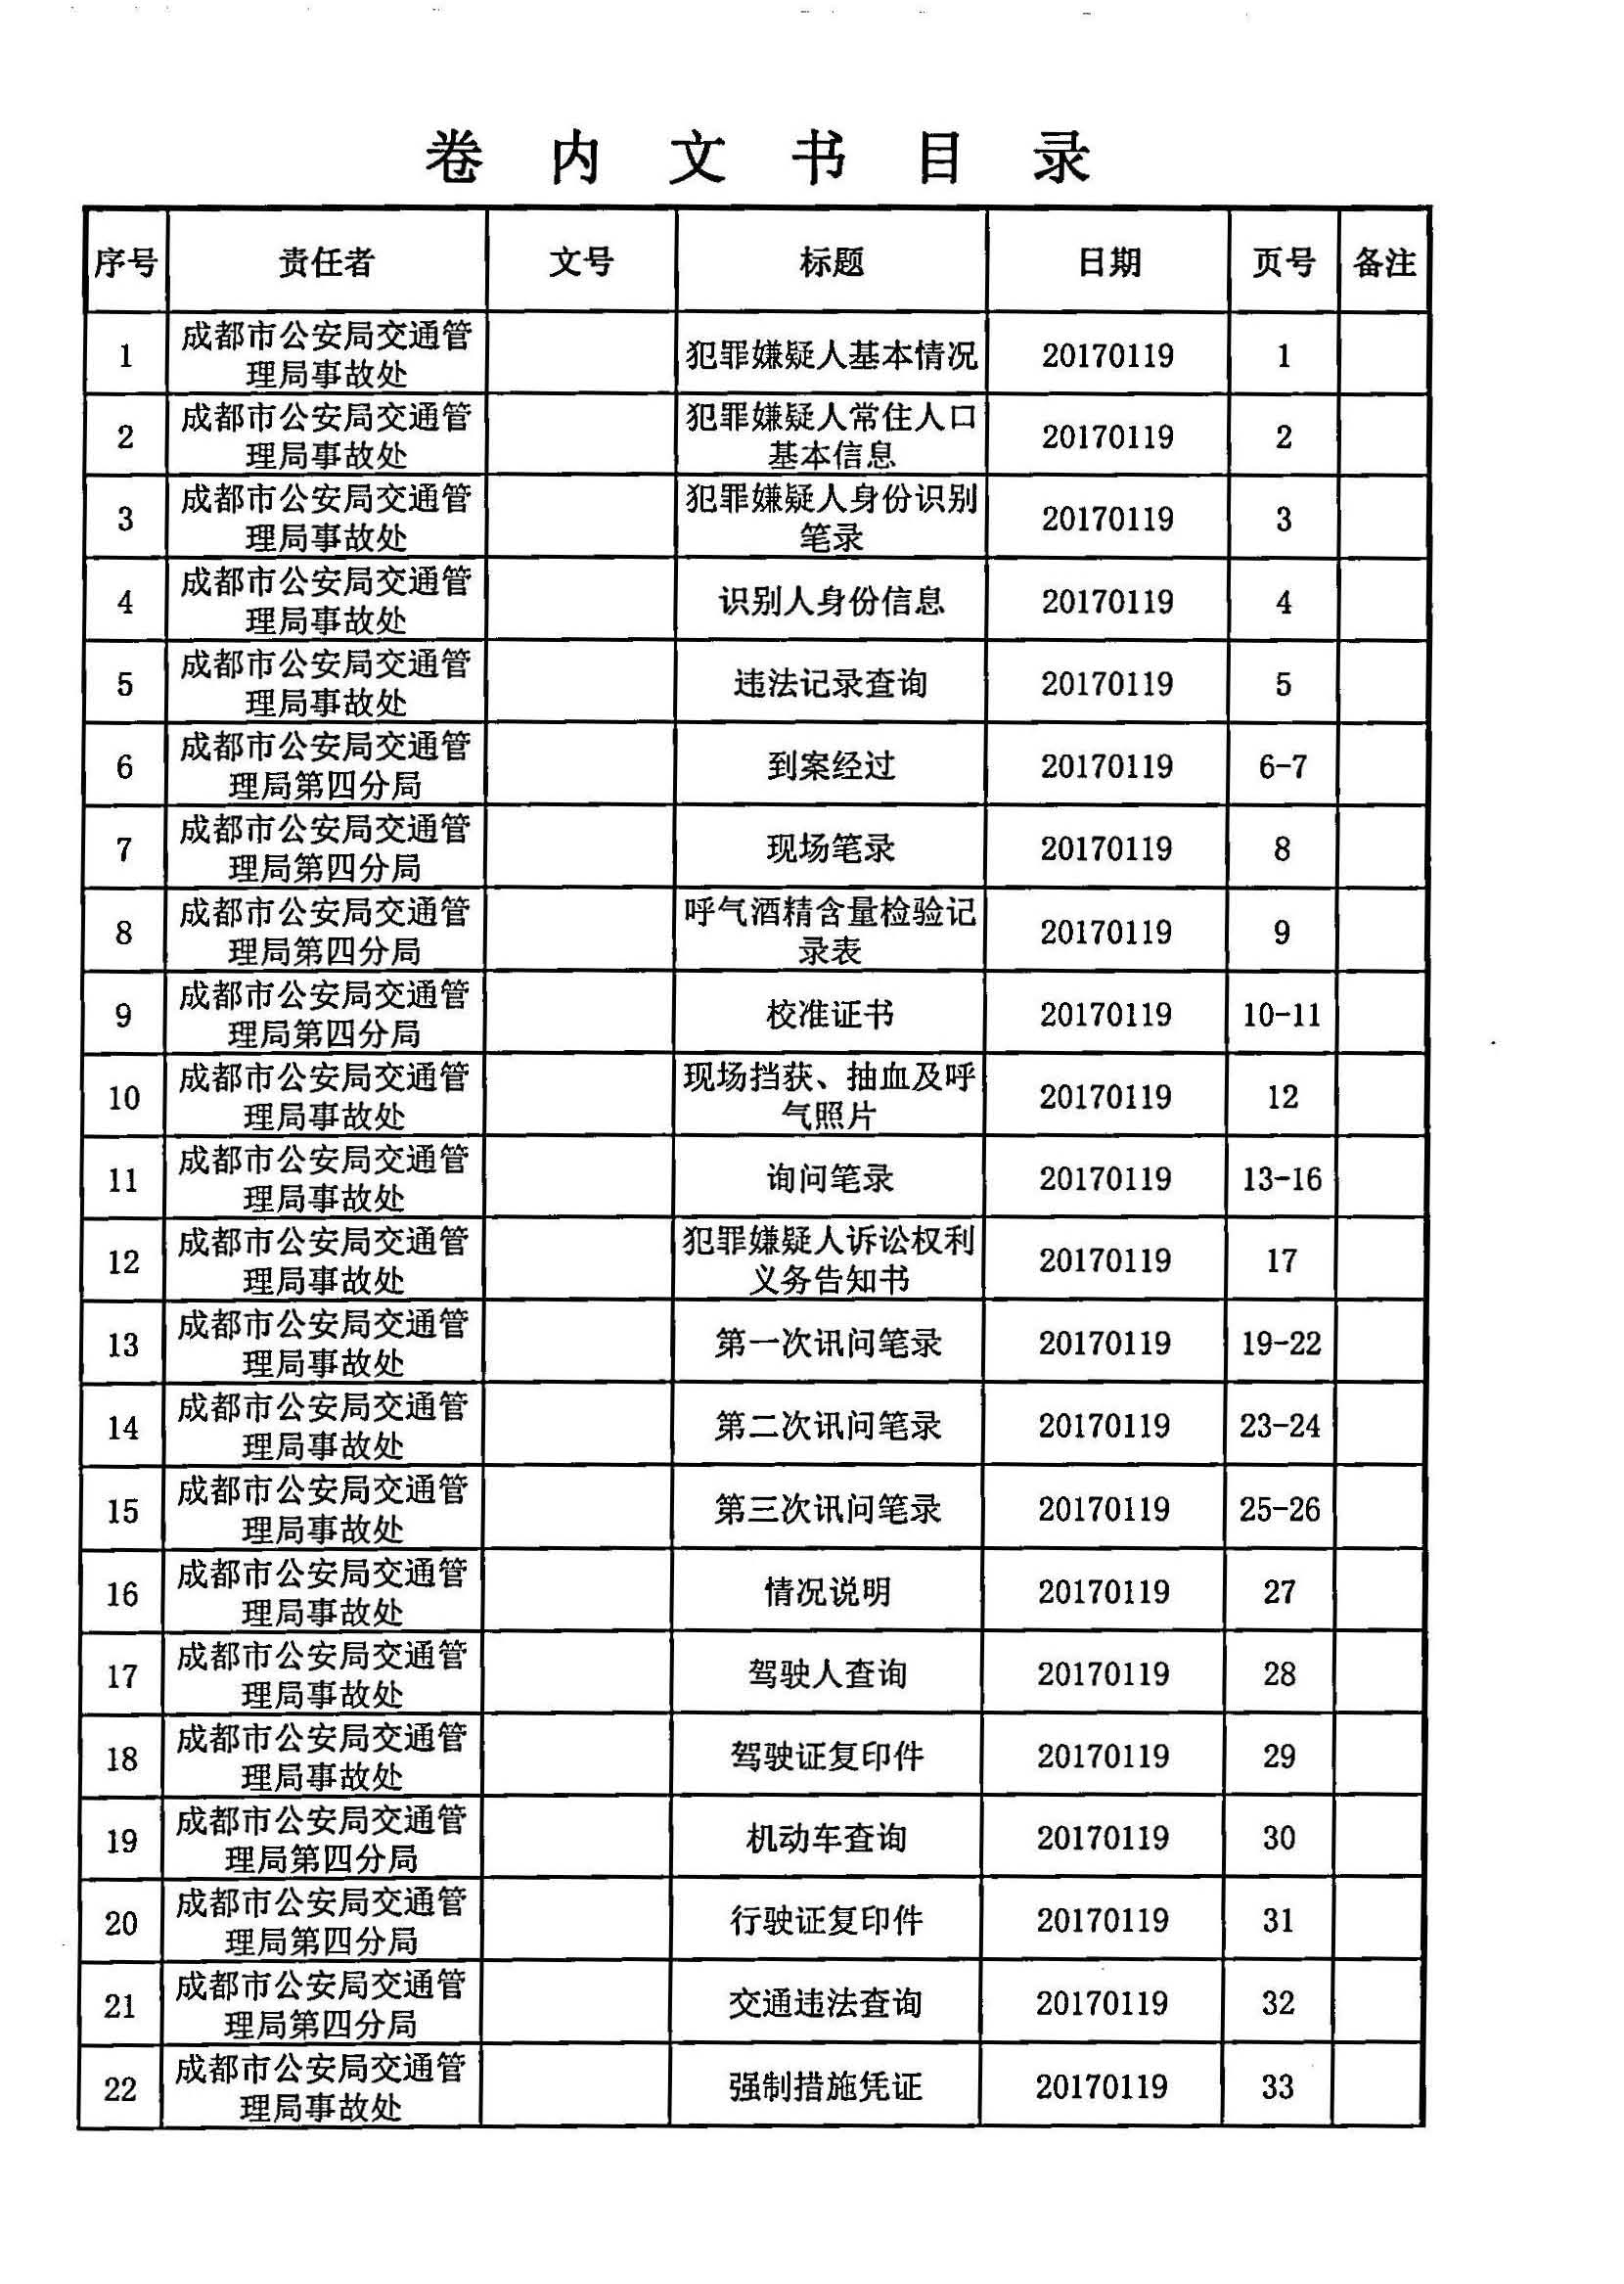 卷内文书目录
序号 责任者 文号 标题 日期 页号 备注
成都市公安局交通管
1 犯罪嫌疑人基本情况 20170119 1
理局事故处
成都市公安局交通管 犯罪嫌疑人常住人口
2 20170119 2
理局事故处 基本信息
成都市公安局交通管 犯罪嫌疑人身份识别
3 20170119 3
理局事故处 笔录
成都市公安局交通管
4 识别人身份信息 20170119 4
理局事故处
成都市公安局交通管
5 违法记录查询 20170119 5
理局事故处
成都市公安局交通管
6 到案经过 20170119 6-7
理局第四分局
成都市公安局交通管
7 现场笔录 20170119 8
理局第四分局
成都市公安局交通管 呼气酒精含量检验记
8 20170119 9
理局第四分局 录表
成都市公安局交通管
9 校准证书 20170119 10-11
理局第四分局
成都市公安局交通管 现场挡获、抽血及呼
10 20170119 12
理局事故处 气照片
成都市公安局交通管
11 询问笔录 20170119 13-16
理局事故处
成都市公安局交通管 犯罪嫌疑人诉讼权利
12 20170119 17
理局事故处 义务告知书
成都市公安局交通管
13 第一次讯问笔录 20170119 19-22
理局事故处
成都市公安局交通管
14 第二次讯问笔录 20170119 23-24
理局事故处
成都市公安局交通管
15 第三次讯问笔录 20170119 25-26
理局事故处
成都市公安局交通管
16 情况说明 20170119 27
理局事故处
成都市公安局交通管
17 驾驶人查询 20170119 28
理局事故处
成都市公安局交通管
18 驾驶证复印件 20170119 29
理局事故处
成都市公安局交通管
19 机动车查询 20170119 30
理局第四分局
成都市公安局交通管
20 行驶证复印件 20170119 31
理局第四分局
成都市公安局交通管
21 交通违法查询 20170119 32
理局第四分局
成都市公安局交通管
22 强制措施凭证 20170119 33
理局事故处